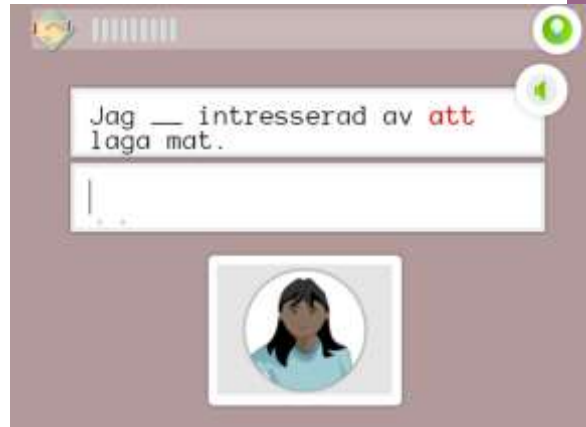 Jag __ intresserad av att
laga mat.